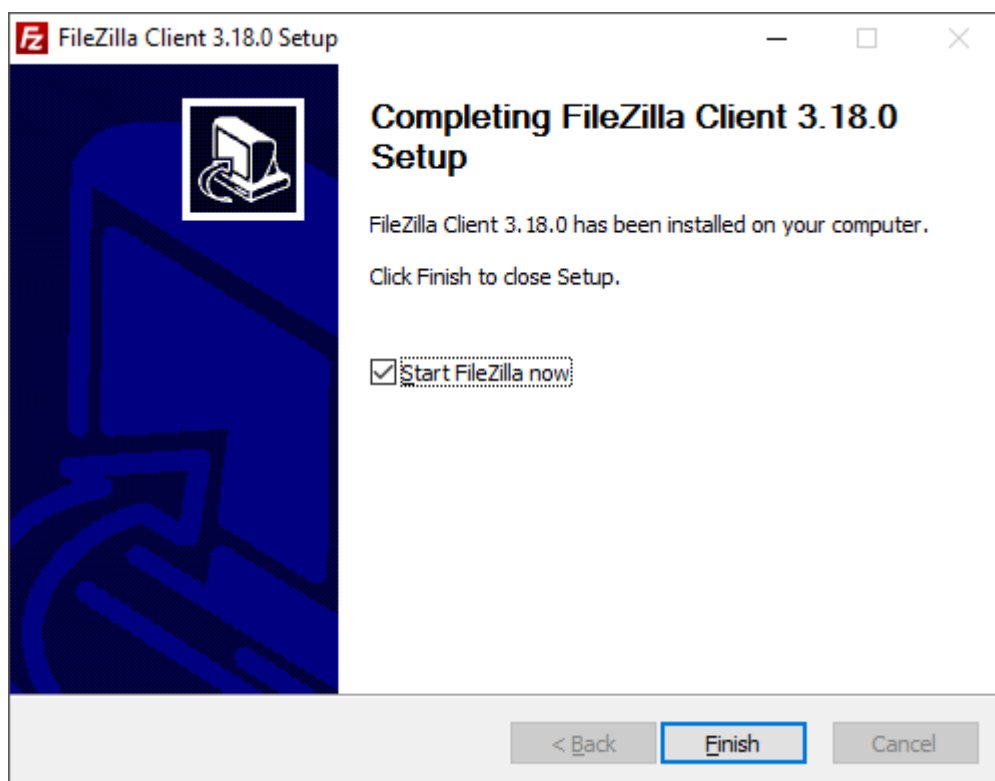 FileZilla Client 3.18.0 Setup
Completing FileZilla Client 3.18.0
Setup
FileZilla Client 3.18.0 has been installed on your computer.
Click Finish to close Setup.
Start FileZilla now
< Back
Finish
Cancel